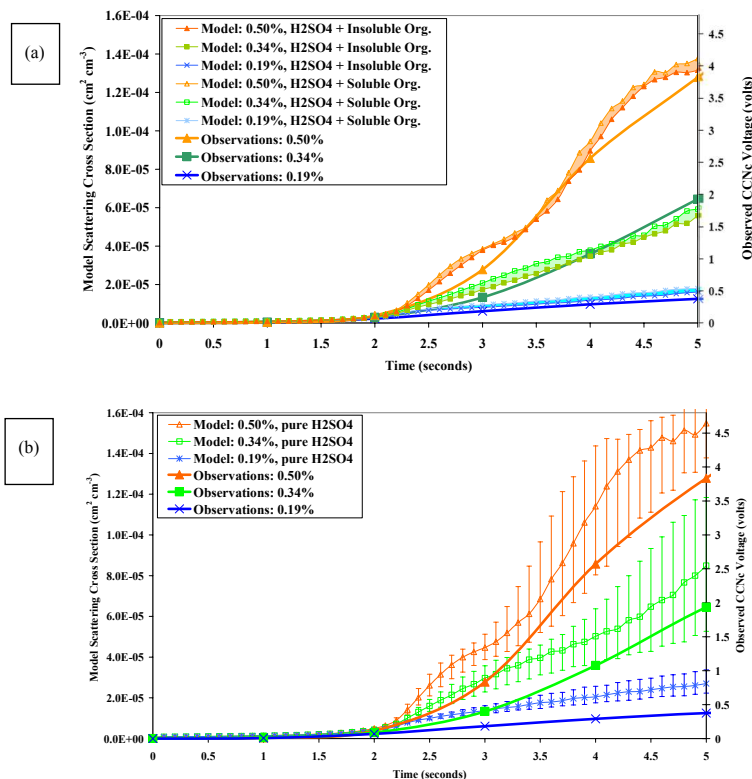 (a)
Model Scattering Cross Section (cm² cm⁻³)
1.6E-04
1.4E-04
1.2E-04
1.0E-04
8.0E-05
6.0E-05
4.0E-05
2.0E-05
0.0E+00
Model: 0.50%, H2SO4 + Insoluble Org.
Model: 0.34%, H2SO4 + Insoluble Org.
Model: 0.19%, H2SO4 + Insoluble Org.
Model: 0.50%, H2SO4 + Soluble Org.
Model: 0.34%, H2SO4 + Soluble Org.
Model: 0.19%, H2SO4 + Soluble Org.
Observations: 0.50%
Observations: 0.34%
Observations: 0.19%
4.5
4
3.5
3
2.5
2
1.5
1
0.5
0
Observed CCNc Voltage (volts)
0 0.5 1 1.5 2 2.5 3 3.5 4 4.5 5
Time (seconds)
(b)
Model Scattering Cross Section (cm² cm⁻³)
1.6E-04
1.4E-04
1.2E-04
1.0E-04
8.0E-05
6.0E-05
4.0E-05
2.0E-05
0.0E+00
Model: 0.50%, pure H2SO4
Model: 0.34%, pure H2SO4
Model: 0.19%, pure H2SO4
Observations: 0.50%
Observations: 0.34%
Observations: 0.19%
4.5
4
3.5
3
2.5
2
1.5
1
0.5
0
Observed CCNc Voltage (volts)
0 0.5 1 1.5 2 2.5 3 3.5 4 4.5 5
Time (seconds)